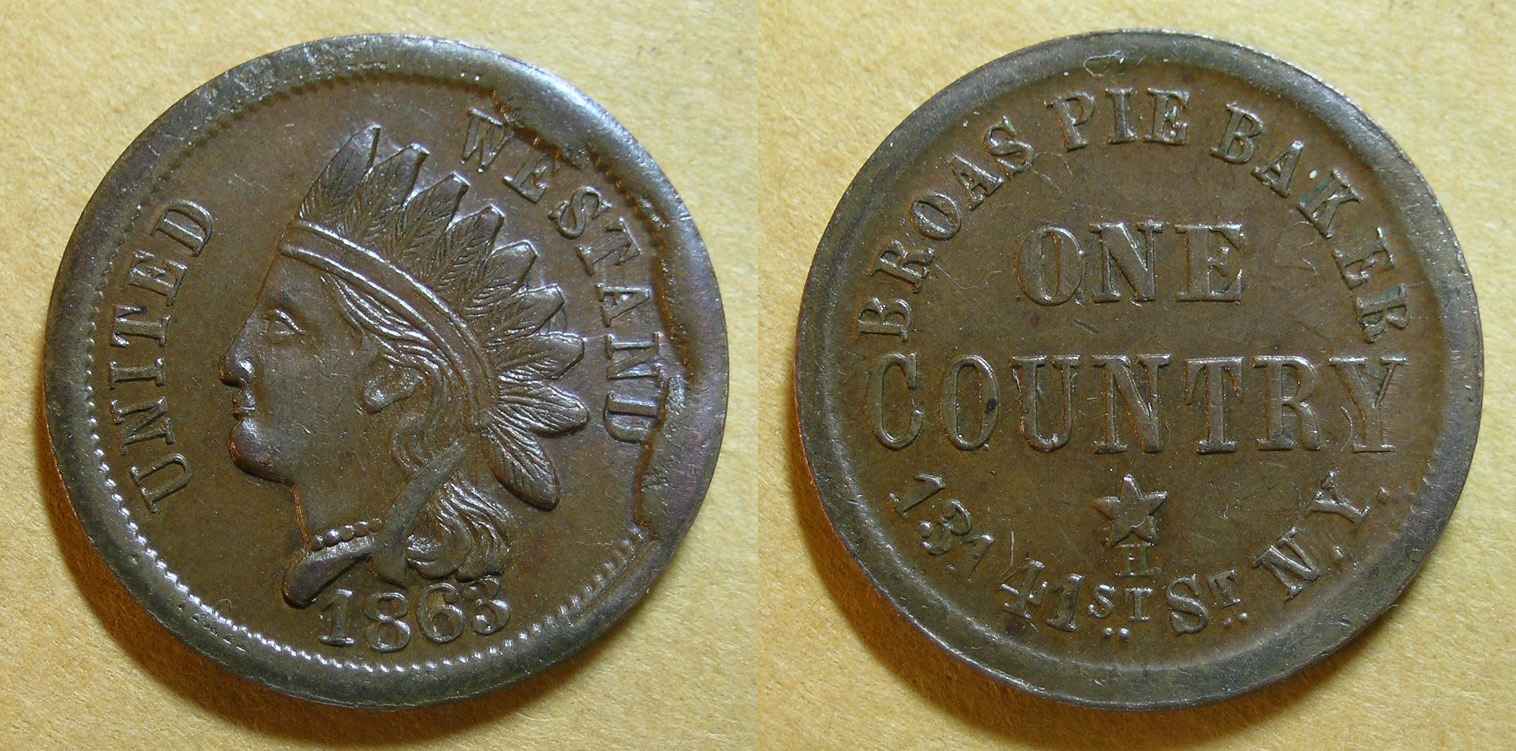 UNITED WE STAND
1863
BROAS PIE BAKER
ONE
COUNTRY
H
131 41ST ST N.Y.